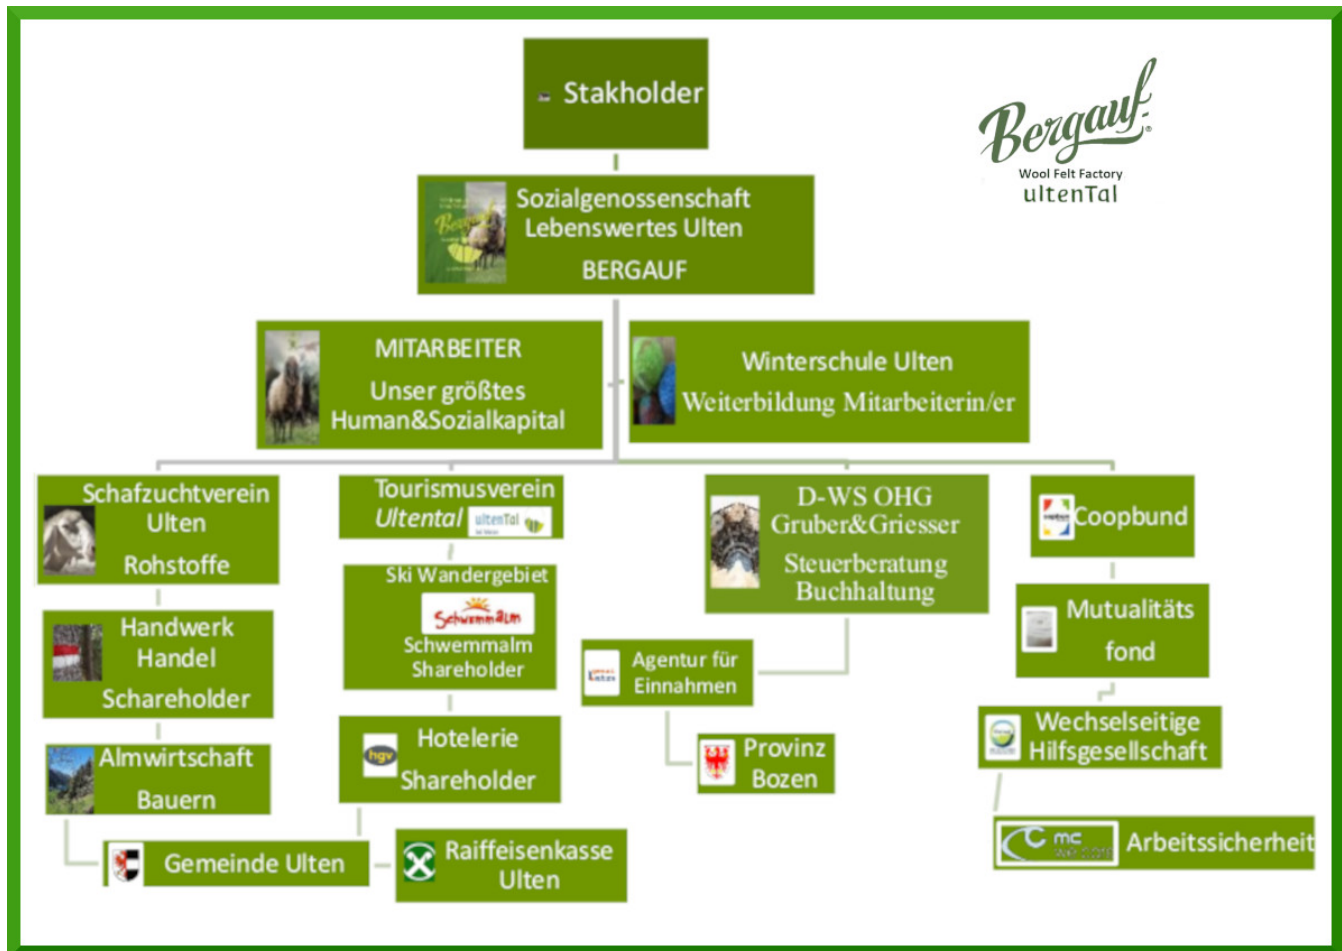 Stakholder
Bergauf
Wool Felt Factory
ultenTal
Sozialgenossenschaft
Lebenswertes Ulten
BERGAUF
Bergauf
MITARBEITER
Unser größtes
Human&Sozialkapital
Winterschule Ulten
Weiterbildung Mitarbeiterin/er
Schafzuchtverein
Ulten
Rohstoffe
Tourismusverein
Ultental
ultenTal
D-WS OHG
Gruber&Griesser
Steuerberatung
Buchhaltung
Coopbund
Handwerk
Handel
Schareholder
Ski Wandergebiet
Schwemmalm
Schwemmalm
Shareholder
Agentur für
Einnahmen
Mutualitäts
fond
Almwirtschaft
Bauern
hgv
Hotelerie
Shareholder
Provinz
Bozen
Wechselseitige
Hilfsgesellschaft
Gemeinde Ulten
Raiffeisenkasse
Ulten
mc
Arbeitssicherheit